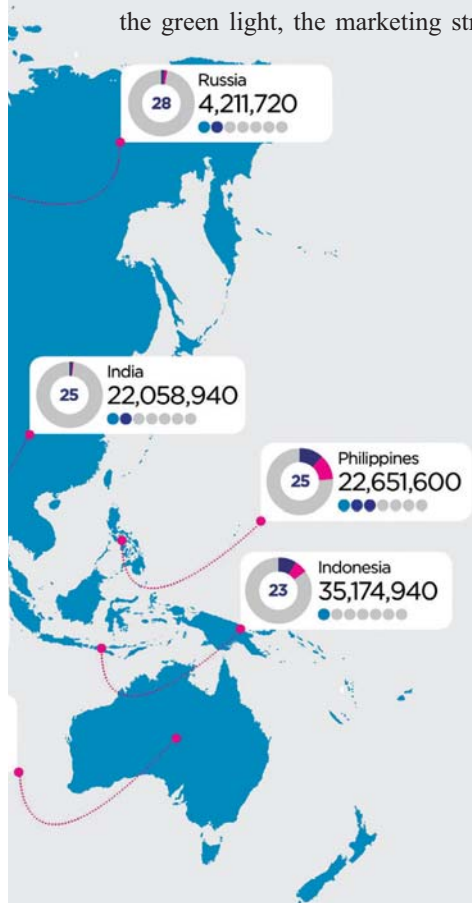 the green light, the marketing
28
Russia
4,211,720
25
India
22,058,940
25
Philippines
22,651,600
23
Indonesia
35,174,940